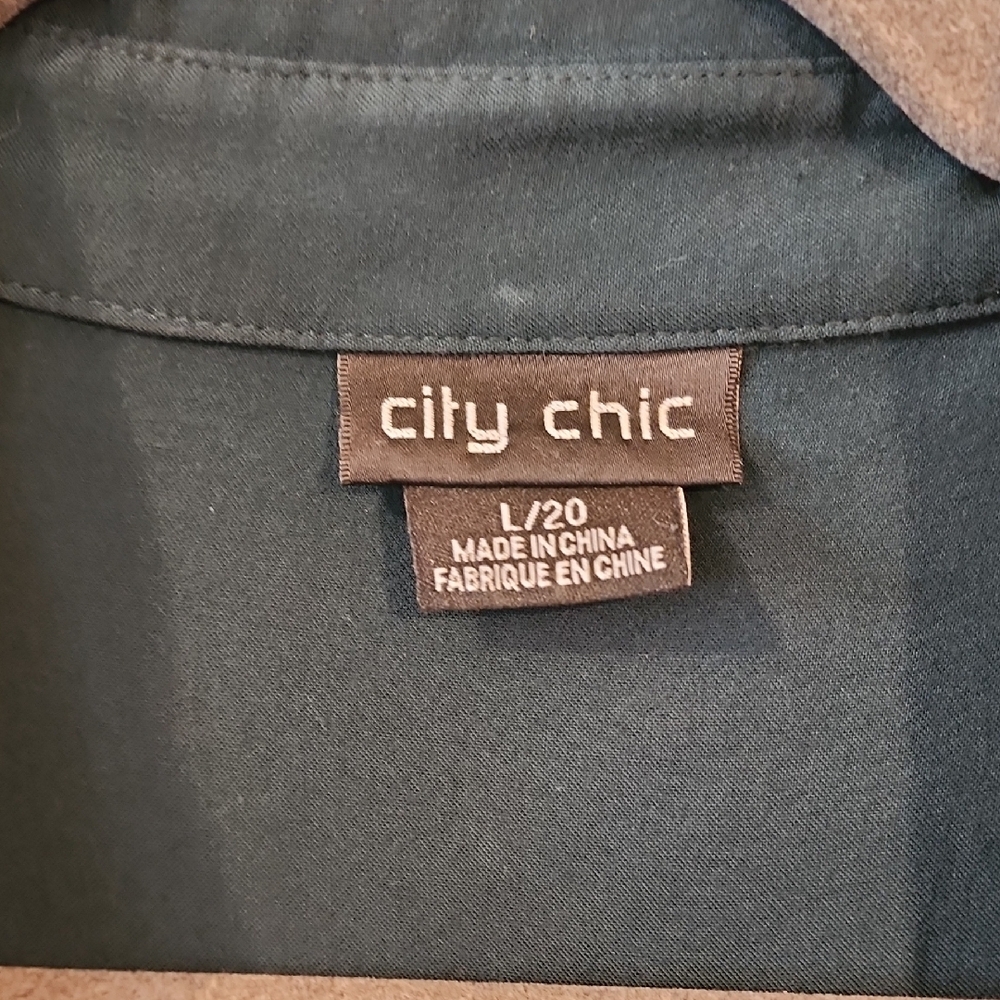 city chic
L/20
MADE IN CHINA
FABRIQUE EN CHINE